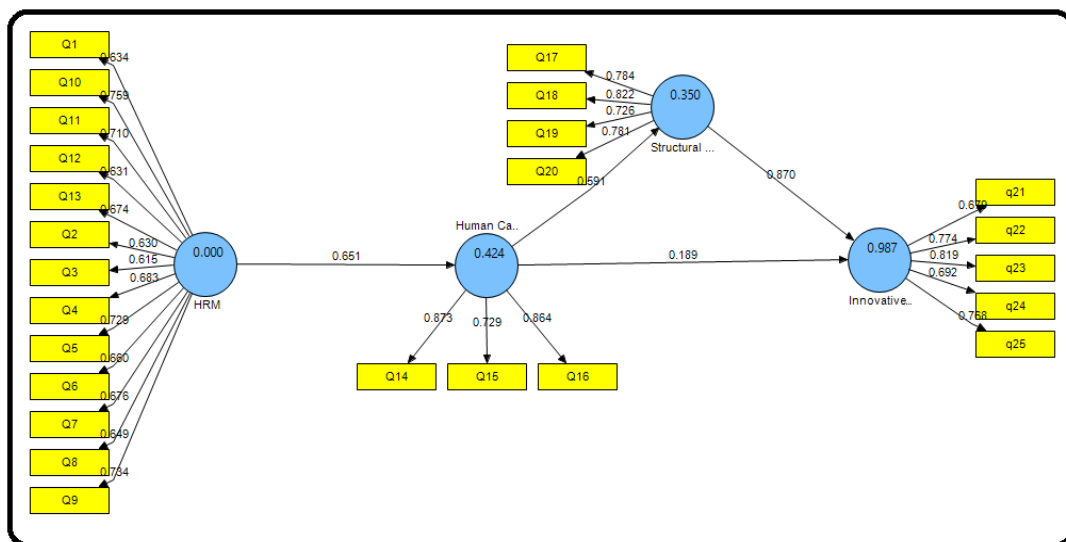 Q1
0.634
Q10
0.759
Q11
0.710
Q12
0.631
Q13
0.674
Q2
0.630
Q3
0.615
Q4
0.683
Q5
0.729
Q6
0.660
Q7
0.676
Q8
0.649
Q9
0.734
0.000
HRM
0.651
Human Ca..
0.424
0.873
0.729
0.864
Q14
Q15
Q16
Q17
0.784
Q18
0.822
Q19
0.726
Q20
0.781
0.350
Structural ...
0.591
0.870
0.189
0.987
Innovative...
q21
0.679
q22
0.774
q23
0.819
q24
0.692
q25
0.768